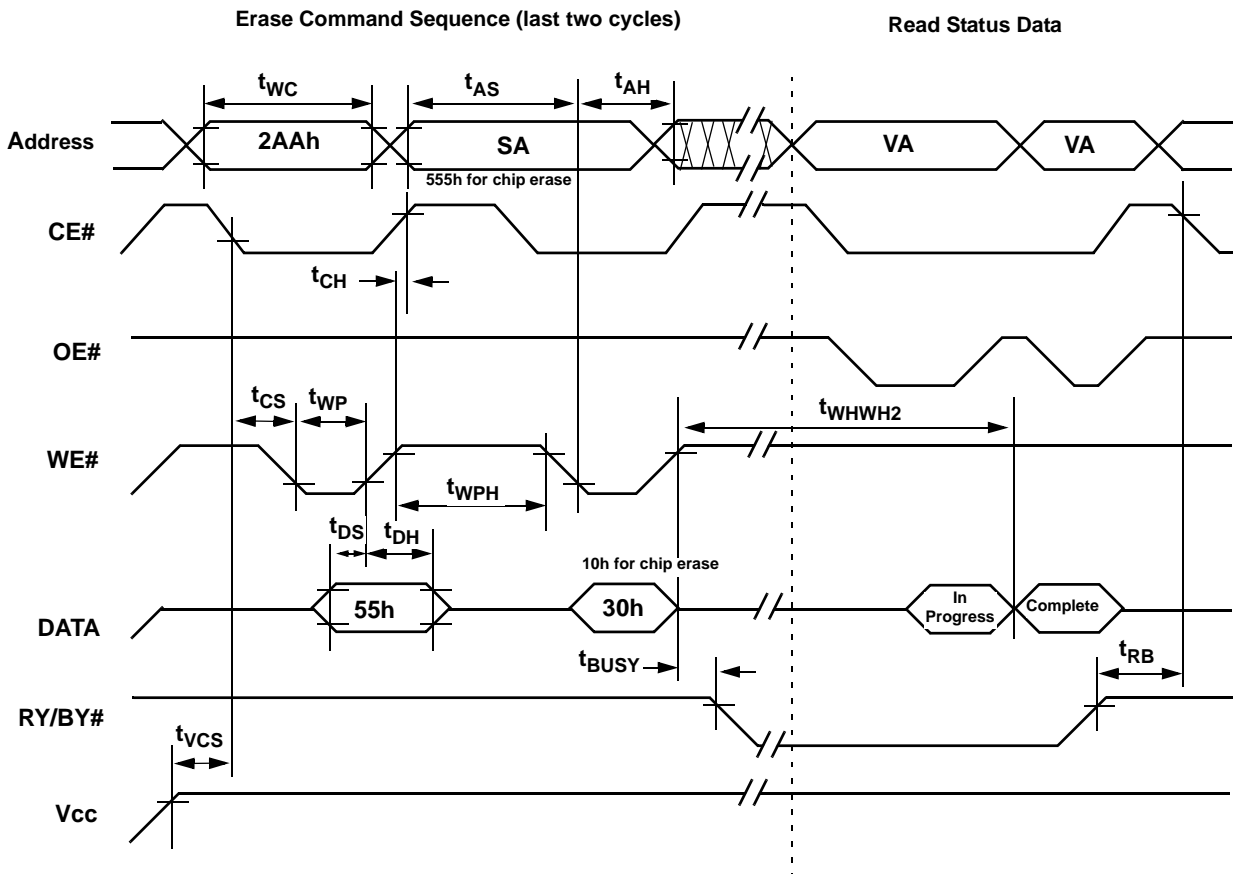 Erase Command Sequence (last two cycles)
Read Status Data
tWC
tAS
tAH
Address
2AAh
SA
VA
VA
555h for chip erase
CE#
tCH
OE#
tCS
tWP
tWHWH2
WE#
tWPH
tDS
tDH
10h for chip erase
DATA
55h
30h
In
Progress
Complete
tBUSY
tRB
RY/BY#
tVCS
Vcc